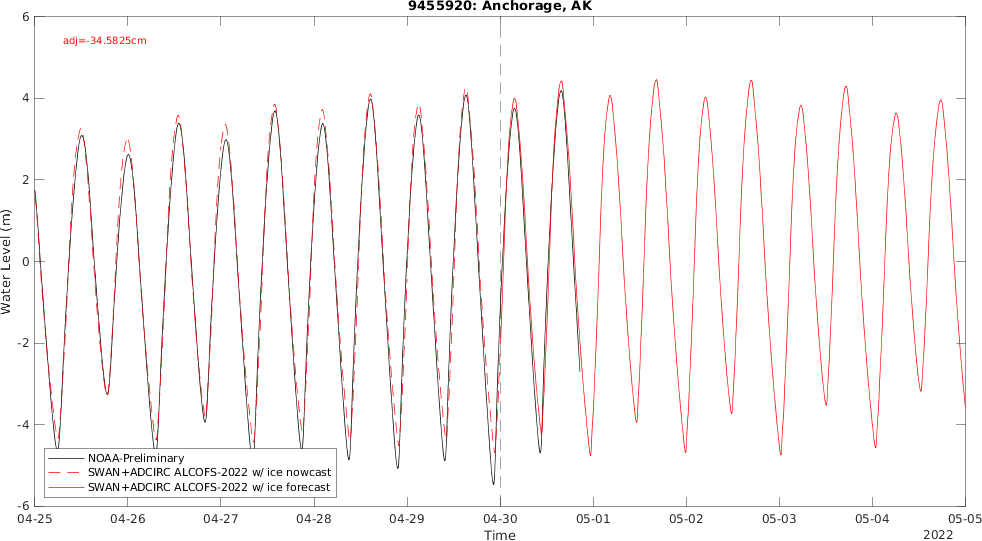 9455920: Anchorage, AK
adj=-34.5825cm
6
4
2
0
-2
-4
-6
Water Level (m)
NOAA-Preliminary
SWAN+ADCIRC ALCOFS-2022 w/ ice nowcast
SWAN+ADCIRC ALCOFS-2022 w/ ice forecast
04-25 04-26 04-27 04-28 04-29 04-30 05-01 05-02 05-03 05-04 05-05
Time
2022